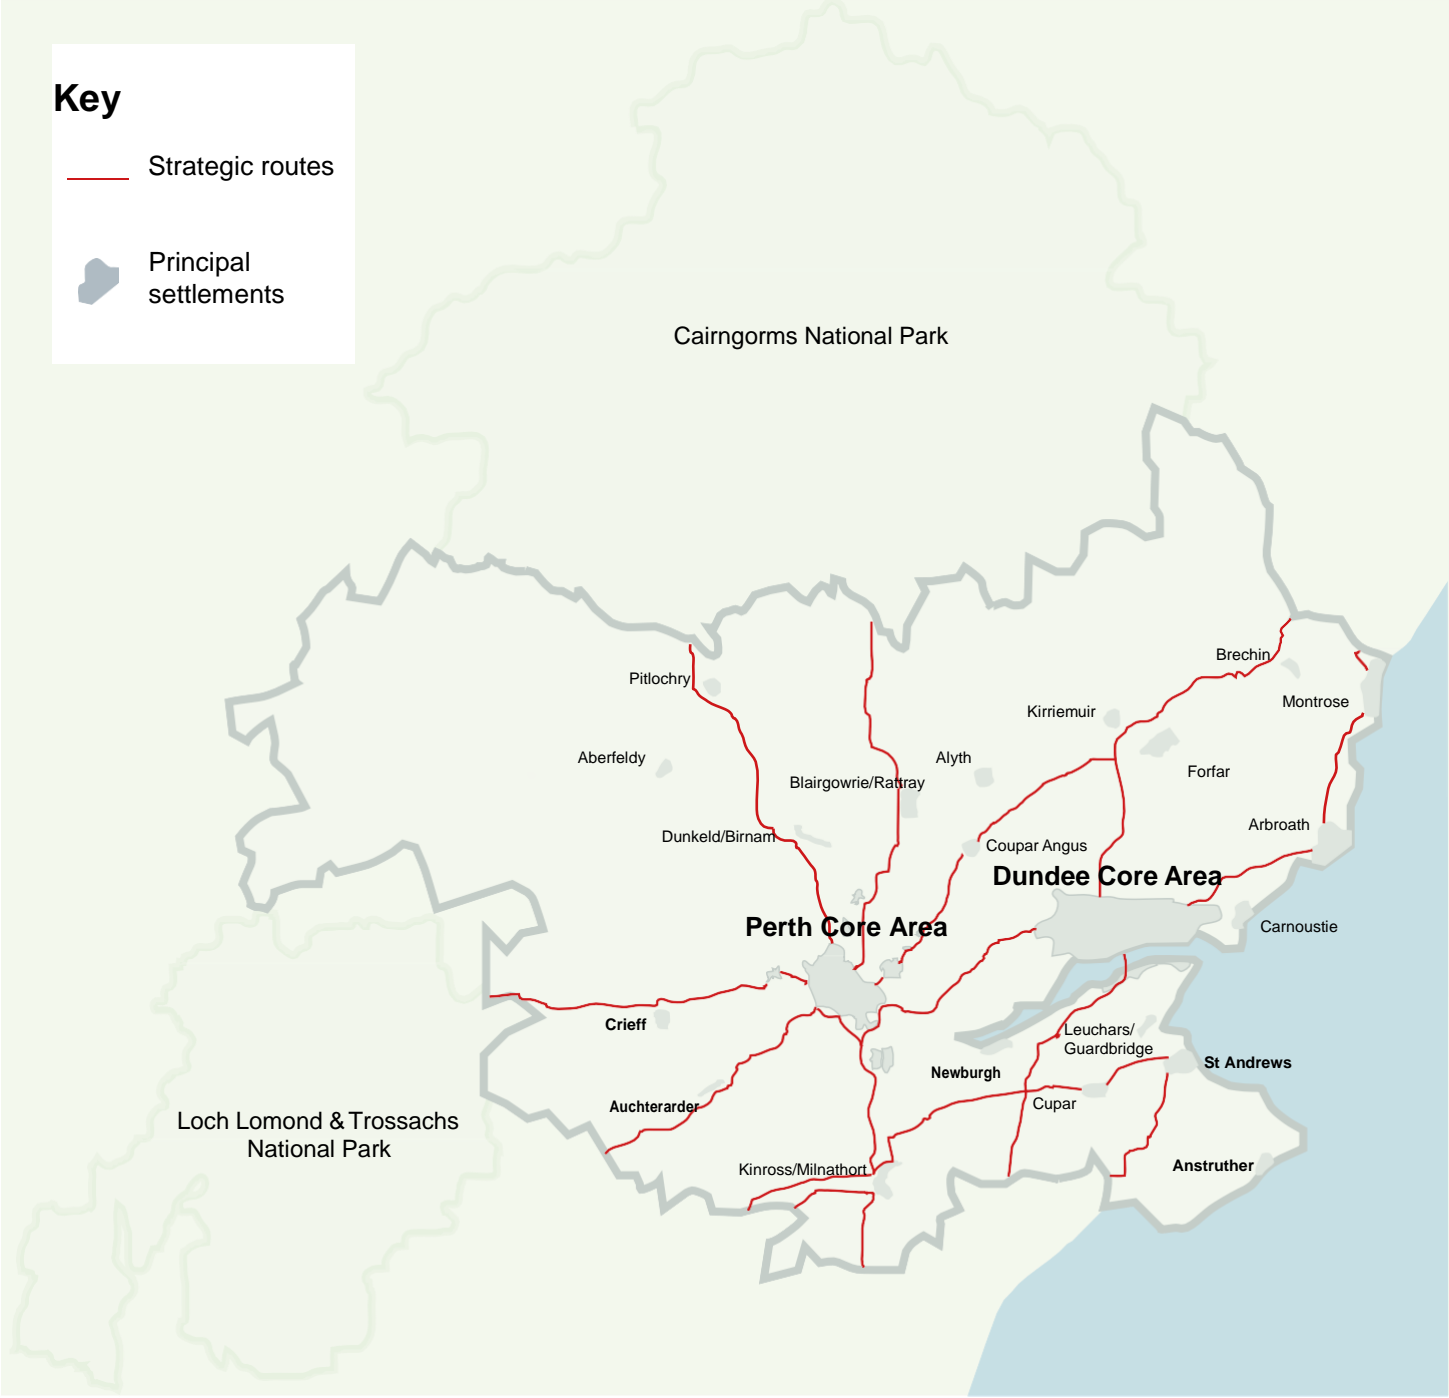 Key
Strategic routes
Principal
settlements
Cairngorms National Park
Brechin
Pitlochry
Montrose
Kirriemuir
Aberfeldy
Alyth
Forfar
Blairgowrie/Rattray
Arbroath
Dunkeld/Birnam
Coupar Angus
Dundee Core Area
Perth Core Area
Carnoustie
Crieff
Leuchars/
Guardbridge
St Andrews
Newburgh
Cupar
Auchterarder
Loch Lomond & Trossachs
National Park
Kinross/Milnathort
Anstruther